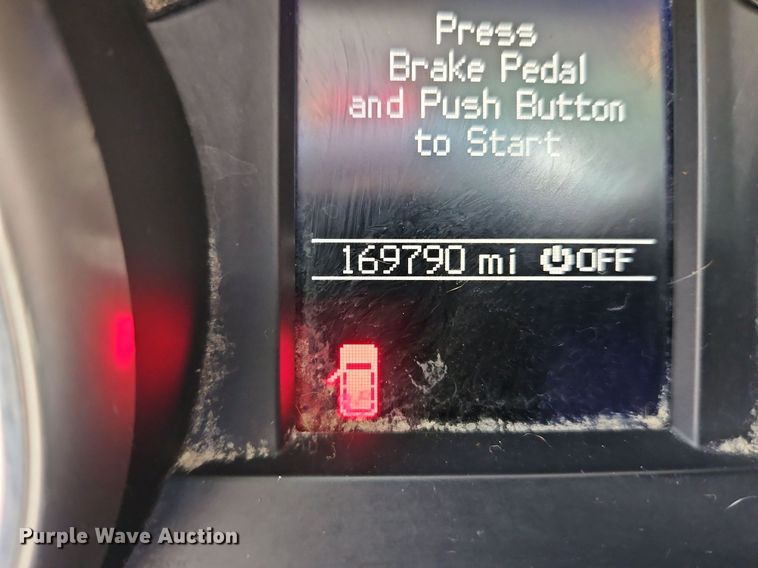 Press
Brake Pedal
and Push Button
to Start
169790 mi OFF
Purple Wave Auction